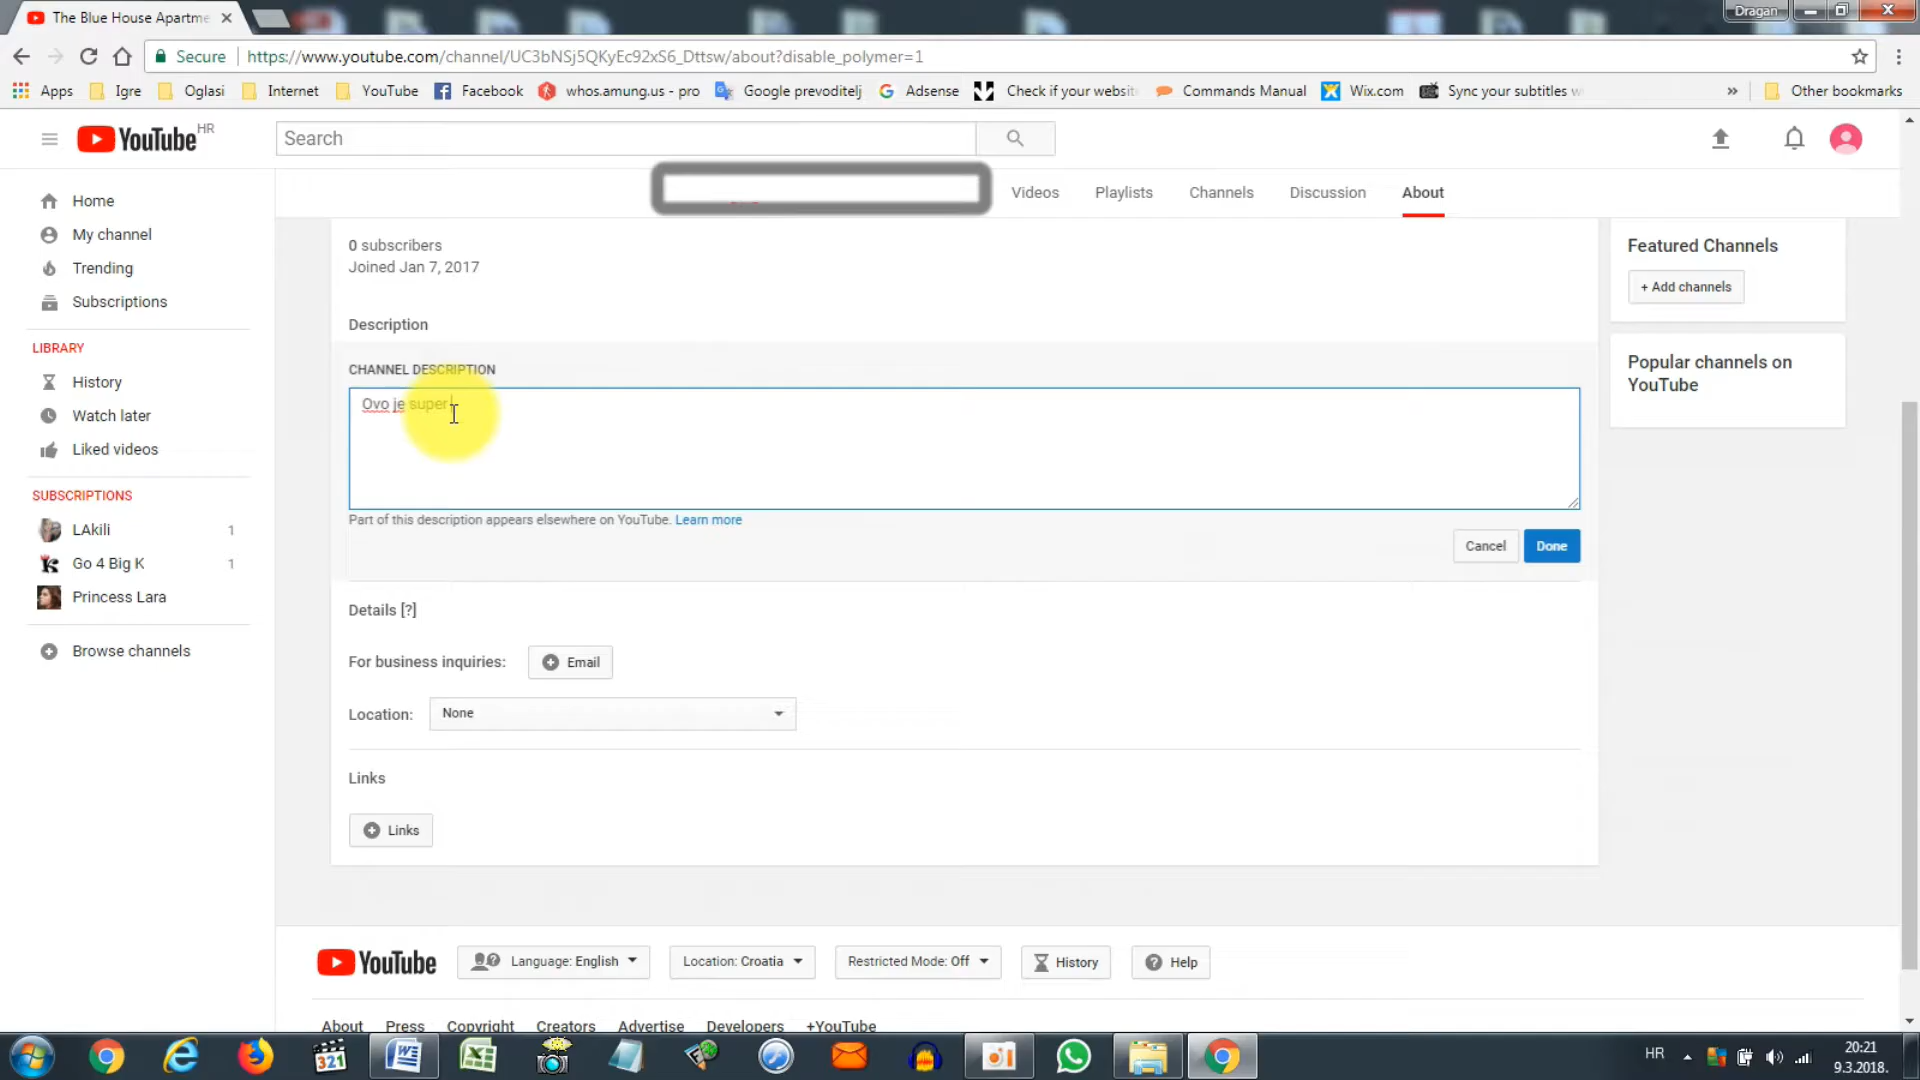 The Blue House Apartme
Dragan
Secure
https://www.youtube.com/channel/UC3bNSj5QKyEc92xS6_Dttsw/about?disable_polymer=1
Apps Igre Oglasi Internet YouTube Facebook whos.amung.us - pro Google prevoditelj Adsense Check if your website Commands Manual Wix.com Sync your subtitles w » Other bookmarks
YouTube HR
Search
Videos Playlists Channels Discussion About
Home
My channel
Trending
Subscriptions
LIBRARY
History
Watch later
Liked videos
SUBSCRIPTIONS
LAkili 1
Go 4 Big K 1
Princess Lara
Browse channels
0 subscribers
Joined Jan 7, 2017
Description
CHANNEL DESCRIPTION
Ovo je super
Part of this description appears elsewhere on YouTube. Learn more
Cancel Done
Details [?]
For business inquiries: Email
Location: None
Links
Links
Featured Channels
+ Add channels
Popular channels on
YouTube
YouTube Language: English Location: Croatia Restricted Mode: Off History Help
About Press Copyright Creators Advertise Developers +YouTube
321
HR
20:21
9.3.2018.